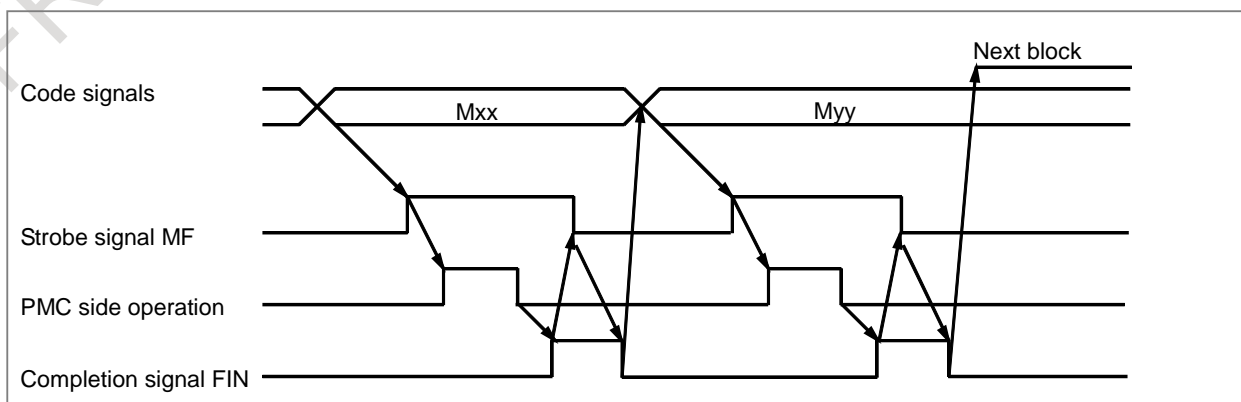 Next block
Code signals
Mxx
Myy
Strobe signal MF
PMC side operation
Completion signal FIN